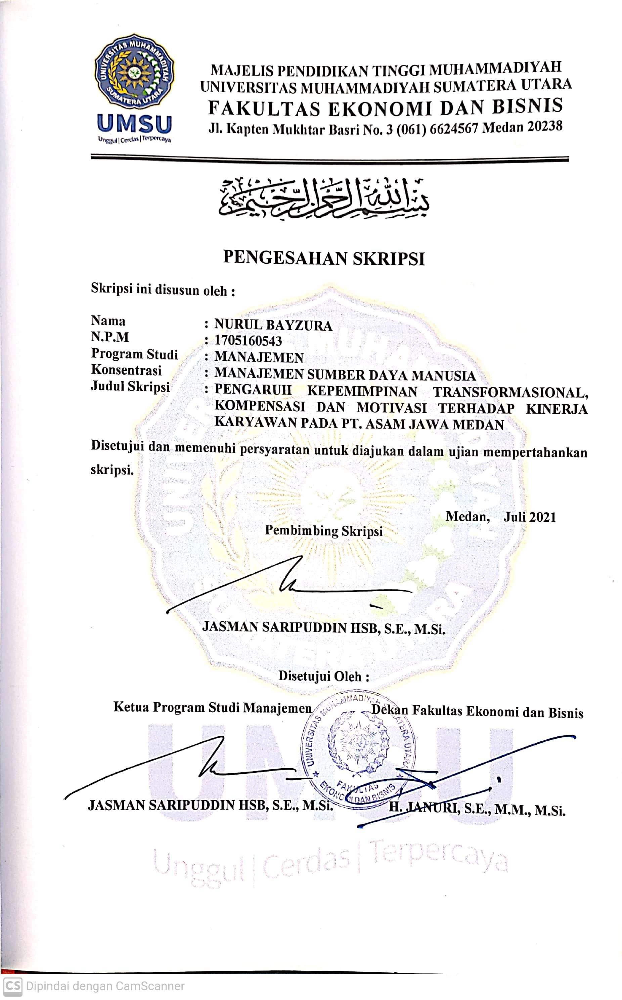 UNIVERSITAS MUHAMMADIYAH
SUMATERA UTARA
UMSU
Unggul | Cerdas | Terpercaya
MAJELIS PENDIDIKAN TINGGI MUHAMMADIYAH
UNIVERSITAS MUHAMMADIYAH SUMATERA UTARA
FAKULTAS EKONOMI DAN BISNIS
Jl. Kapten Mukhtar Basri No. 3 (061) 6624567 Medan 20238
بِسْمِ اللهِ الرَّحْمٰنِ الرَّحِيْمِ
PENGESAHAN SKRIPSI
Skripsi ini disusun oleh :
Nama : NURUL BAYZURA
N.P.M : 1705160543
Program Studi : MANAJEMEN
Konsentrasi : MANAJEMEN SUMBER DAYA MANUSIA
Judul Skripsi : PENGARUH KEPEMIMPINAN TRANSFORMASIONAL,
KOMPENSASI DAN MOTIVASI TERHADAP KINERJA
KARYAWAN PADA PT. ASAM JAWA MEDAN
Disetujui dan memenuhi persyaratan untuk diajukan dalam ujian mempertahankan
skripsi.
Medan, Juli 2021
Pembimbing Skripsi
JASMAN SARIPUDDIN HSB, S.E., M.Si.
Disetujui Oleh :
Ketua Program Studi Manajemen Dekan Fakultas Ekonomi dan Bisnis
UNIVERSITAS MUHAMMADIYAH SUMATERA UTARA
FAKULTAS
EKONOMI DAN BISNIS
JASMAN SARIPUDDIN HSB, S.E., M.Si. H. JANURI, S.E., M.M., M.Si.
UMSU
Unggul | Cerdas | Terpercaya
CS Dipindai dengan CamScanner